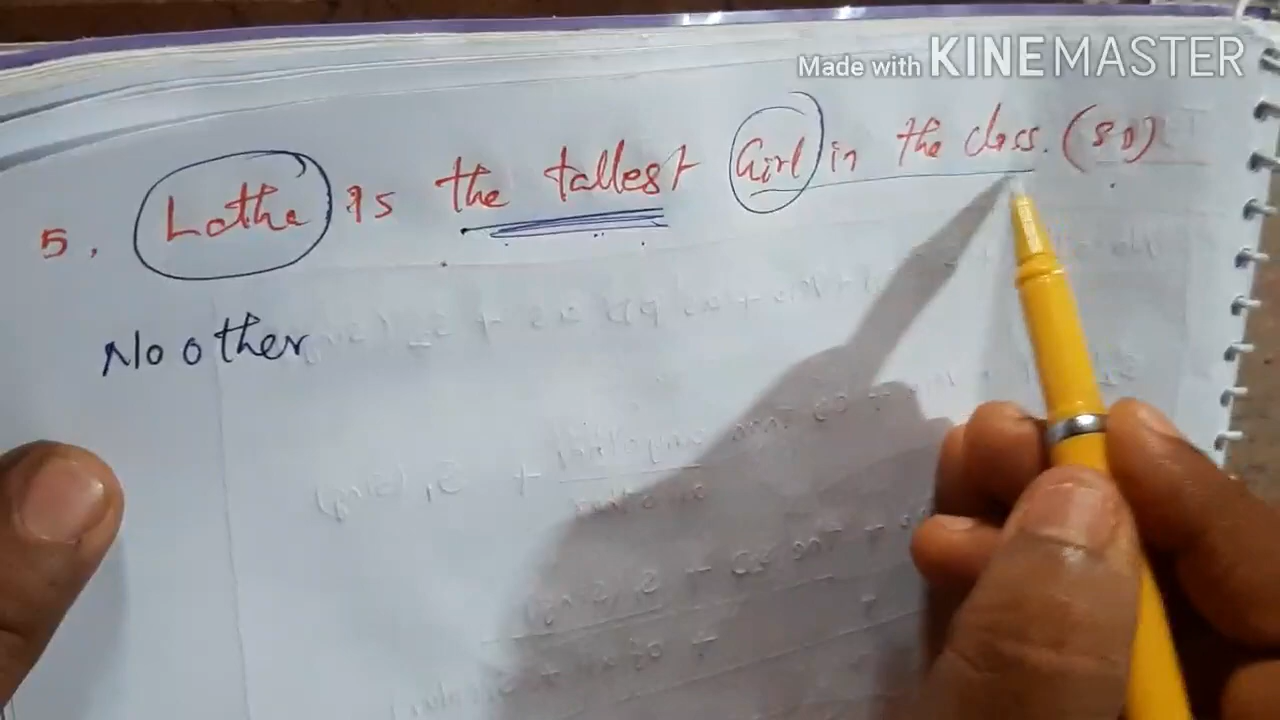 Made with KINEMASTER
5. Latha is the tallest Girl in the class. (SD)
No other